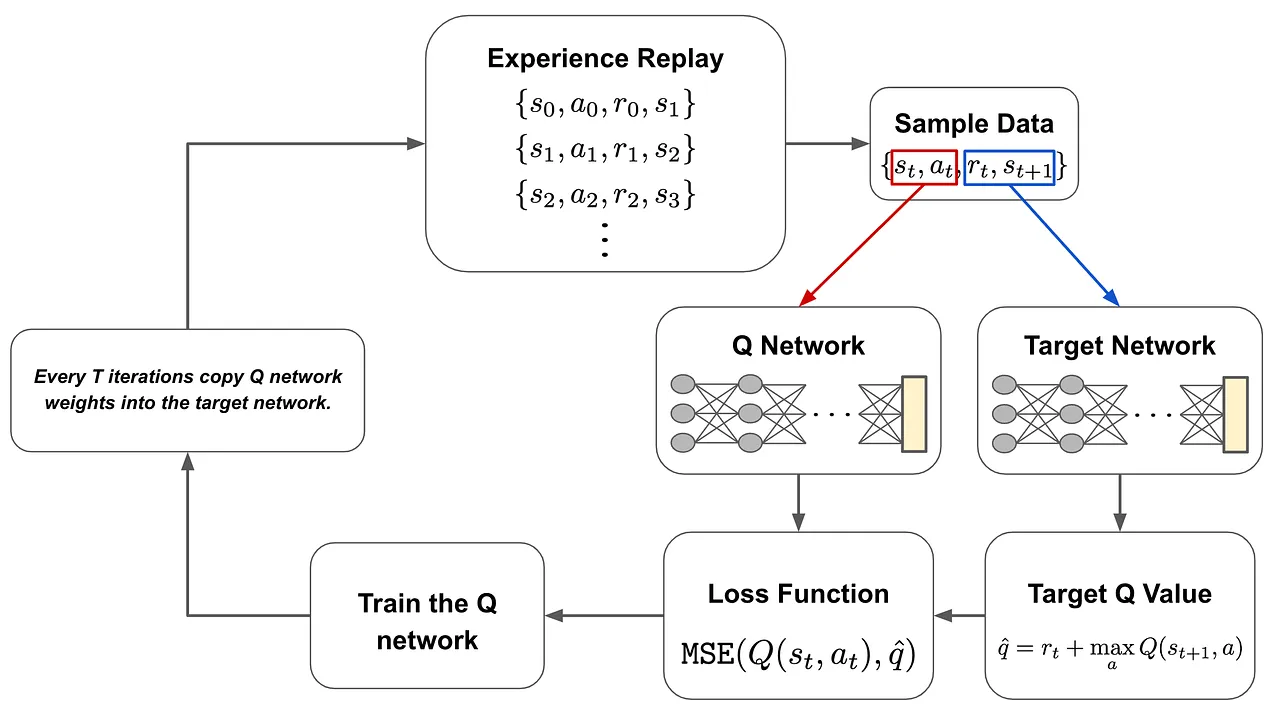 Experience Replay
{s₀, a₀, r₀, s₁}
{s₁, a₁, r₁, s₂}
{s₂, a₂, r₂, s₃}
⋮
Sample Data
{sₜ, aₜ, rₜ, sₜ₊₁}
Q Network
. . .
Target Network
. . .
Every T iterations copy Q network
weights into the target network.
Train the Q
network
Loss Function
MSE(Q(sₜ, aₜ), q̂)
Target Q Value
q̂ = rₜ + max Q(sₜ₊₁, a)
a